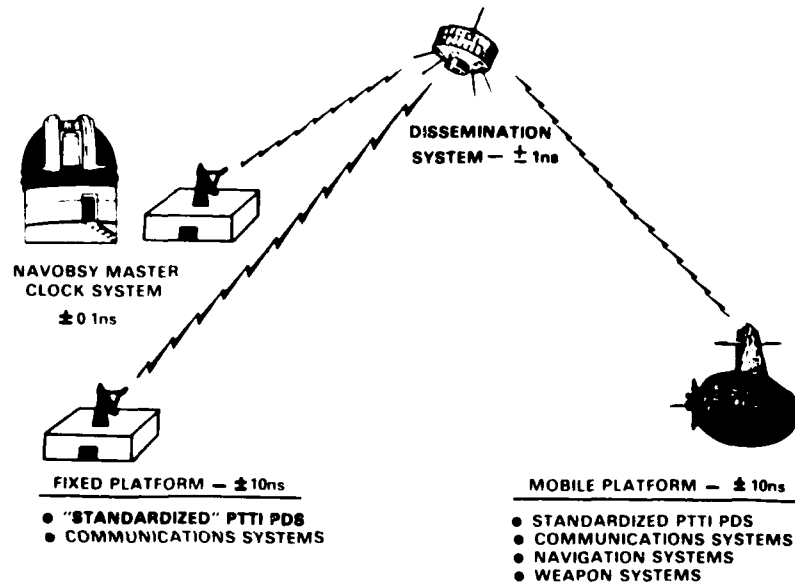 DISSEMINATION
SYSTEM — ± 1ns
NAVOBSY MASTER
CLOCK SYSTEM
± 0 1ns
FIXED PLATFORM — ± 10ns
● "STANDARDIZED" PTTI PDS
● COMMUNICATIONS SYSTEMS
MOBILE PLATFORM — ± 10ns
● STANDARDIZED PTTI PDS
● COMMUNICATIONS SYSTEMS
● NAVIGATION SYSTEMS
● WEAPON SYSTEMS